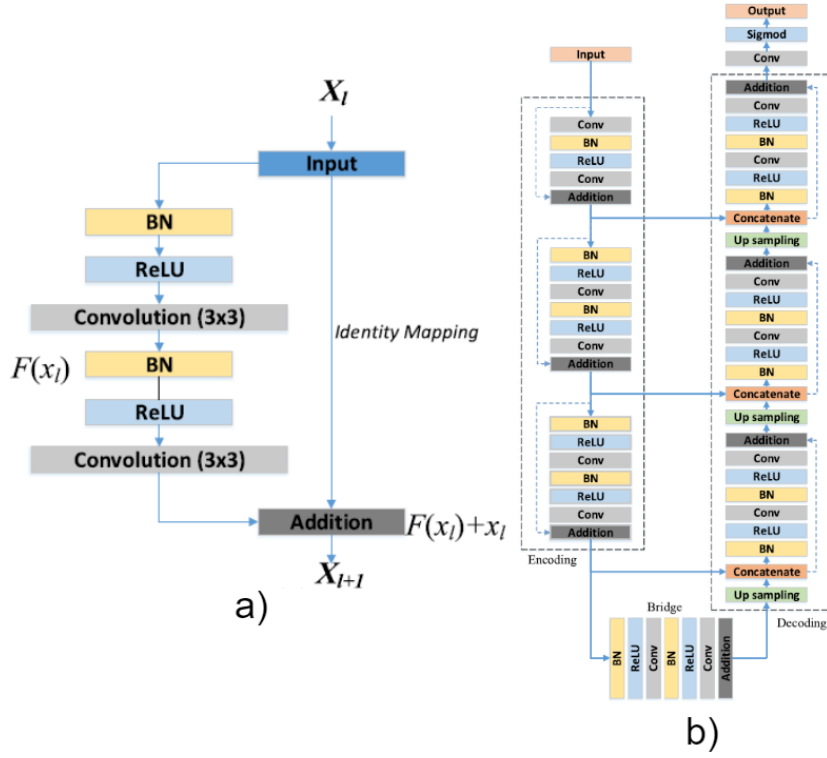 X_l
Input
BN
ReLU
Convolution (3x3)
BN
ReLU
Convolution (3x3)
F(x_l)
Identity Mapping
Addition
F(x_l)+x_l
X_{l+1}
a)
Input
Conv
BN
ReLU
Conv
Addition
BN
ReLU
Conv
BN
ReLU
Conv
Addition
BN
ReLU
Conv
BN
ReLU
Conv
Addition
Encoding
Bridge
BN
ReLU
Conv
BN
ReLU
Conv
Addition
Output
Sigmod
Conv
Addition
Conv
ReLU
BN
Conv
ReLU
BN
Concatenate
Up sampling
Addition
Conv
ReLU
BN
Conv
ReLU
BN
Concatenate
Up sampling
Addition
Conv
ReLU
BN
Conv
ReLU
BN
Concatenate
Up sampling
Decoding
b)